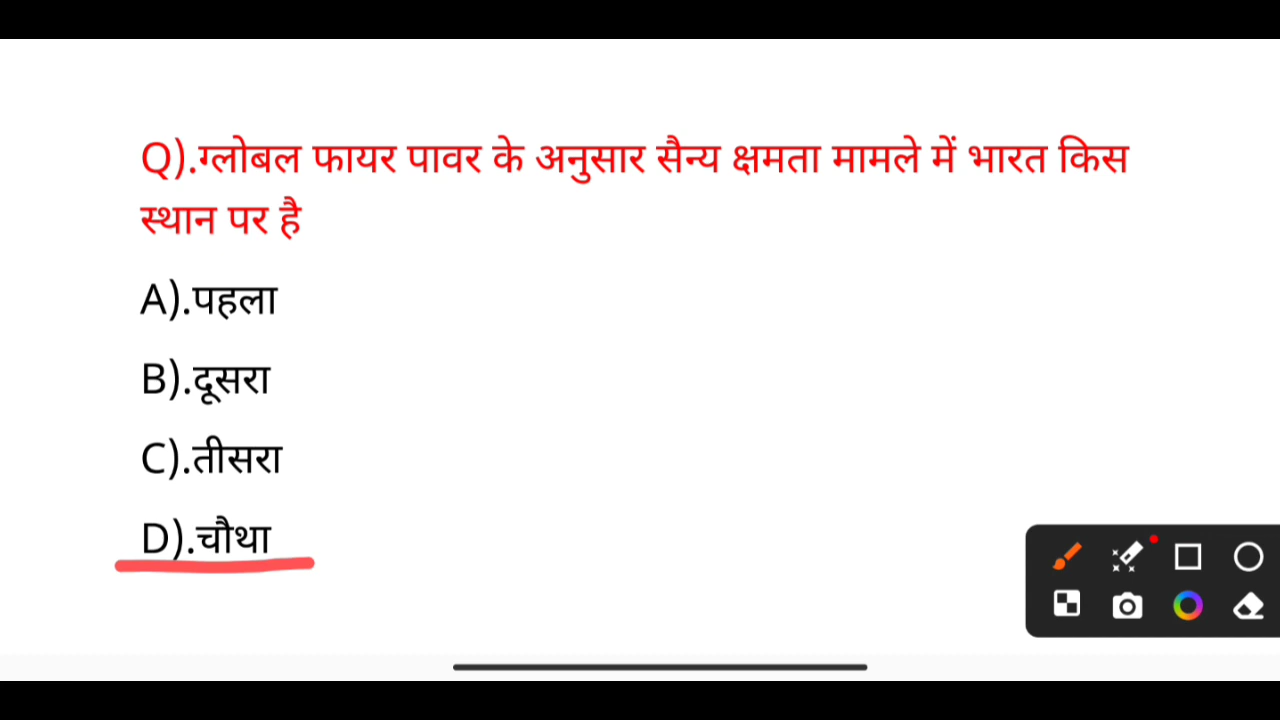 Q).ग्लोबल फायर पावर के अनुसार सैन्य क्षमता मामले में भारत किस
स्थान पर है
A).पहला
B).दूसरा
C).तीसरा
D).चौथा